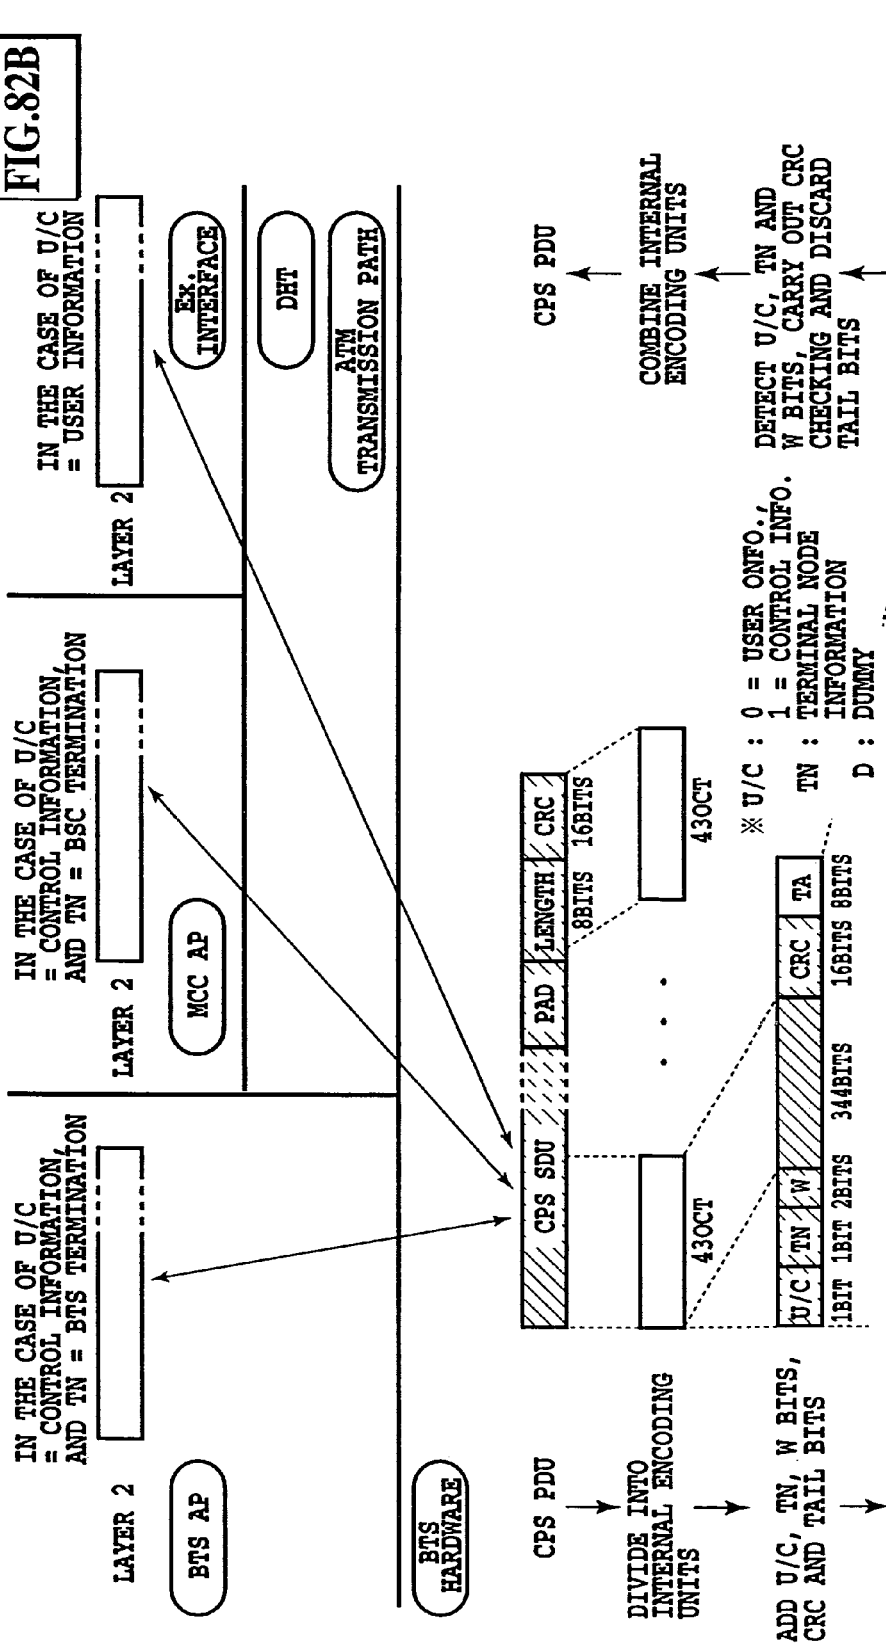 FIG.82B
IN THE CASE OF U/C
= CONTROL INFORMATION,
AND TN = BTS TERMINATION
LAYER 2
BTS AP
IN THE CASE OF U/C
= CONTROL INFORMATION,
AND TN = BSC TERMINATION
LAYER 2
MCC AP
IN THE CASE OF U/C
= USER INFORMATION
LAYER 2
Ex.
INTERFACE
DHT
ATM
TRANSMISSION PATH
BTS
HARDWARE
CPS PDU
DIVIDE INTO
INTERNAL ENCODING
UNITS
ADD U/C, TN, W BITS,
CRC AND TAIL BITS
CPS SDU
PAD
LENGTH
CRC
8BITS
16BITS
43OCT
43OCT
U/C
TN
W
CRC
TA
1BIT
1BIT
2BITS
344BITS
16BITS
8BITS
※ U/C : 0 = USER ONFO.,
1 = CONTROL INFO.
TN : TERMINAL NODE
INFORMATION
D : DUMMY
CPS PDU
COMBINE INTERNAL
ENCODING UNITS
DETECT U/C, TN AND
W BITS, CARRY OUT CRC
CHECKING AND DISCARD
TAIL BITS